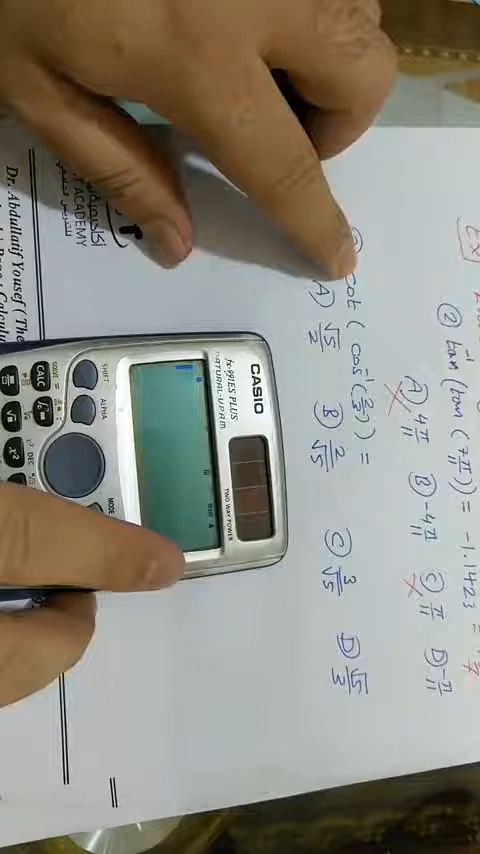 Ex
② tan⁻¹ (tan (7π/11)) = -1.1423 =
A) 4π/11 B) -4π/11 C) π/11 D) -π/11
③ cot ( cos⁻¹ (2/3) ) =
A) √5/2 B) 2/√5 C) 3/√5 D) √5/3
CASIO
fx-991ES PLUS
NATURAL-V.P.A.M.
TWO WAY POWER
SHIFT ALPHA MODE
CALC
x²
ACADEMY
Dr. Abdullatif Yousef ( The